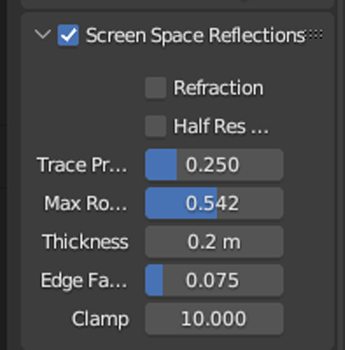 Screen Space Reflections
Refraction
Half Res ...
Trace Pr... 0.250
Max Ro... 0.542
Thickness 0.2 m
Edge Fa... 0.075
Clamp 10.000